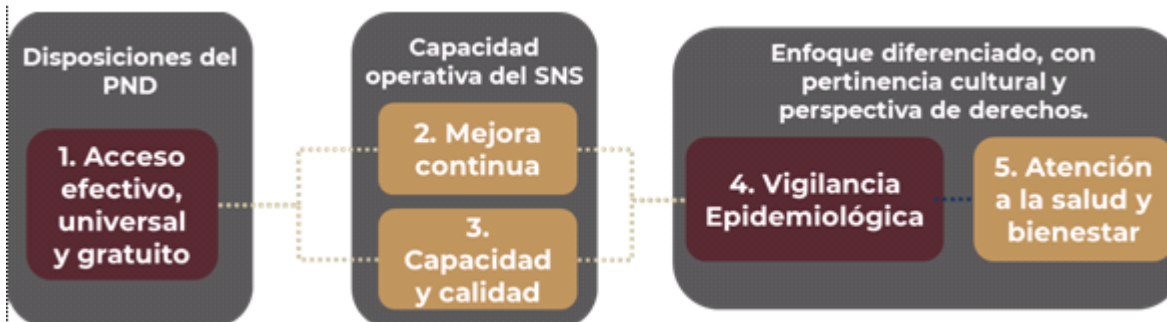 Disposiciones del
PND
1. Acceso
efectivo,
universal
y gratuito
Capacidad
operativa del SNS
2. Mejora
continua
3.
Capacidad
y calidad
Enfoque diferenciado, con
pertinencia cultural y
perspectiva de derechos.
4. Vigilancia
Epidemiológica
5. Atención
a la salud y
bienestar